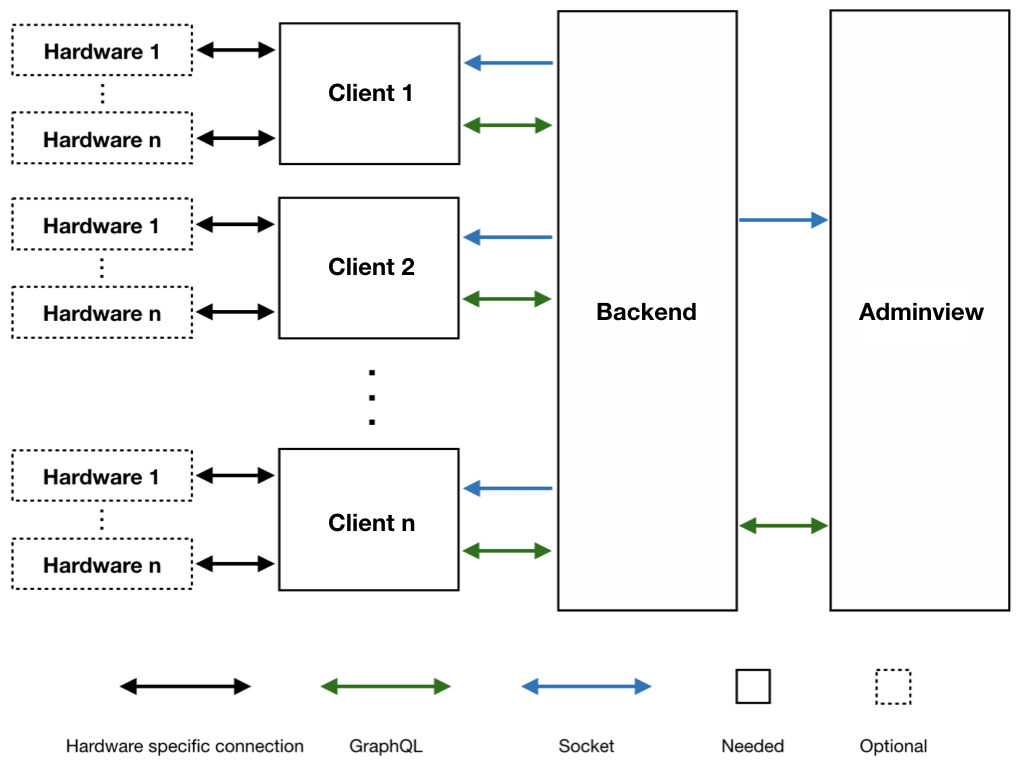 Hardware 1
Hardware n
Client 1
Hardware 1
Hardware n
Client 2
Hardware 1
Hardware n
Client n
Backend
Adminview
Hardware specific connection
GraphQL
Socket
Needed
Optional